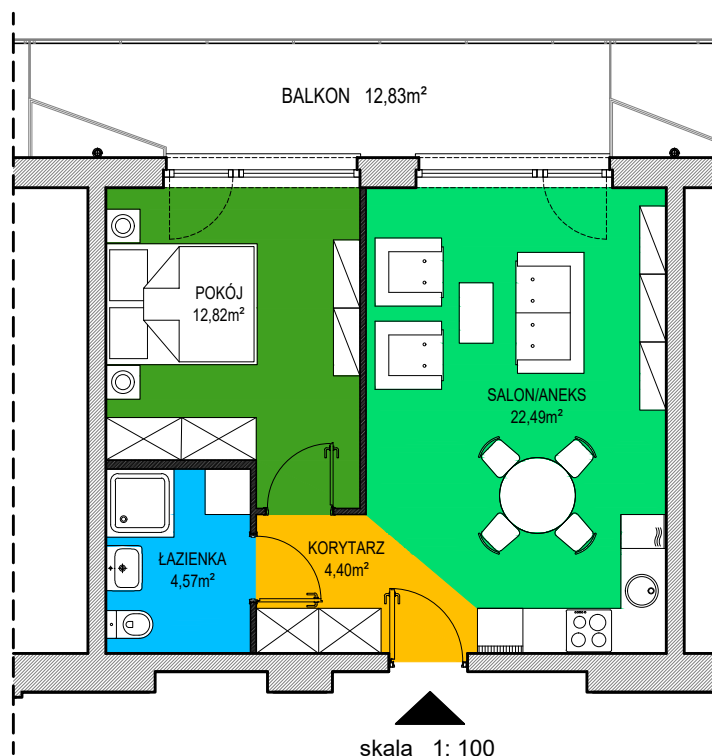 BALKON 12,83m²
POKÓJ
12,82m²
SALON/ANEKS
22,49m²
ŁAZIENKA
4,57m²
KORYTARZ
4,40m²
skala 1: 100